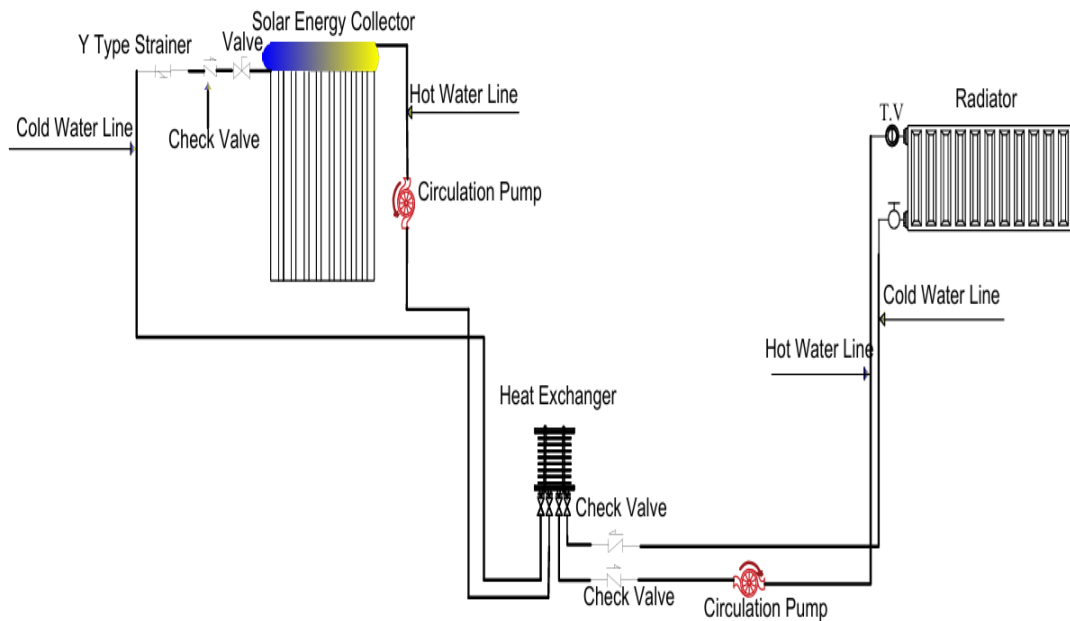 Solar Energy Collector
Y Type Strainer
Valve
Hot Water Line
Cold Water Line
Check Valve
T.V
Radiator
Circulation Pump
Cold Water Line
Hot Water Line
Heat Exchanger
Check Valve
Check Valve
Circulation Pump